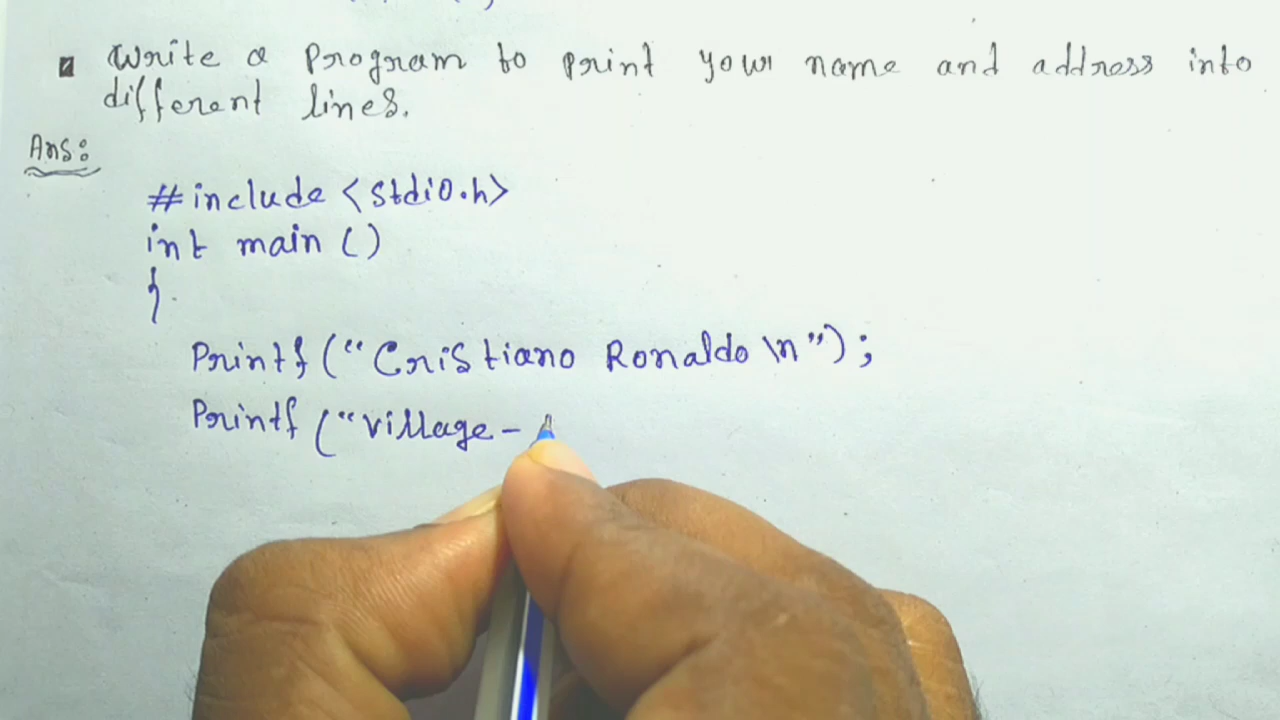 Write a Program to print your name and address into
different lines.
Ans:
#include <stdio.h>
int main ()
{
Printf ("Cristiano Ronaldo \n");
Printf ("village -